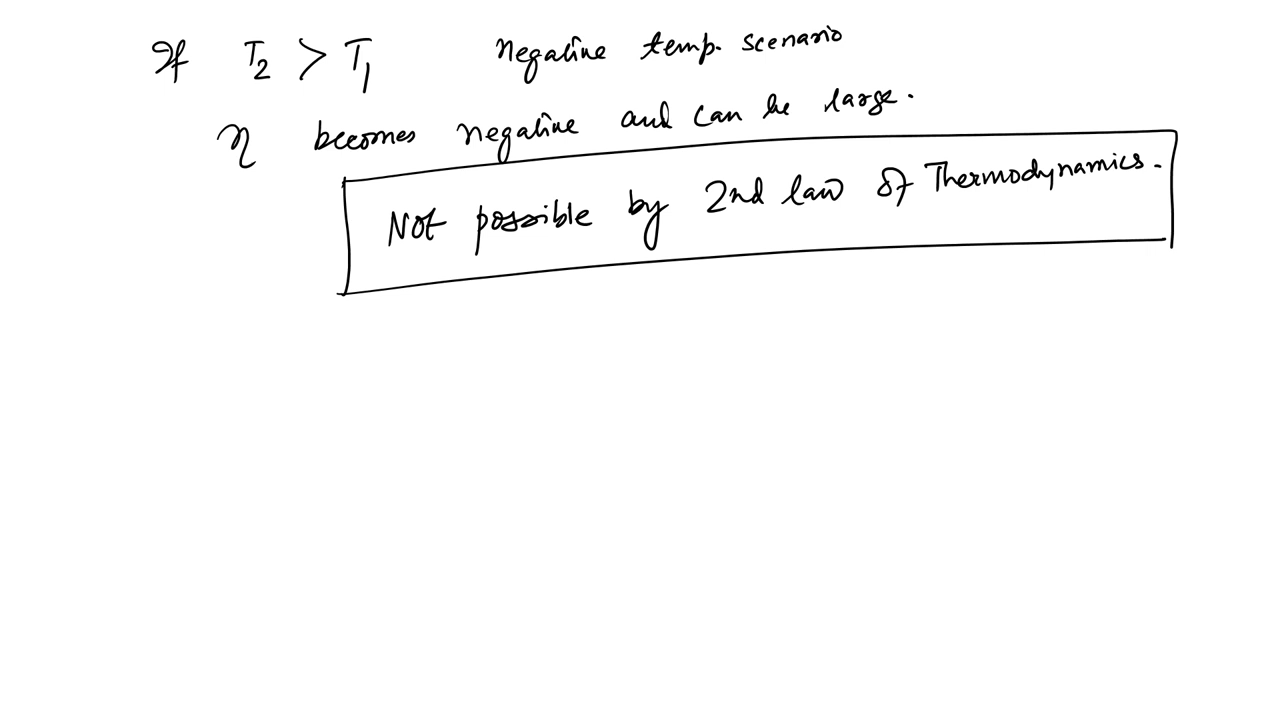 If T₂ > T₁ Negative temp. scenario
η becomes negative and can be large.
Not possible by 2nd law of Thermodynamics.